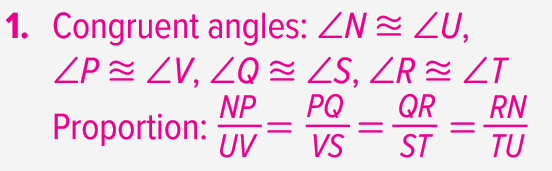 1. Congruent angles: ∠N ≅ ∠U,
∠P ≅ ∠V, ∠Q ≅ ∠S, ∠R ≅ ∠T
Proportion: NP/UV = PQ/VS = QR/ST = RN/TU